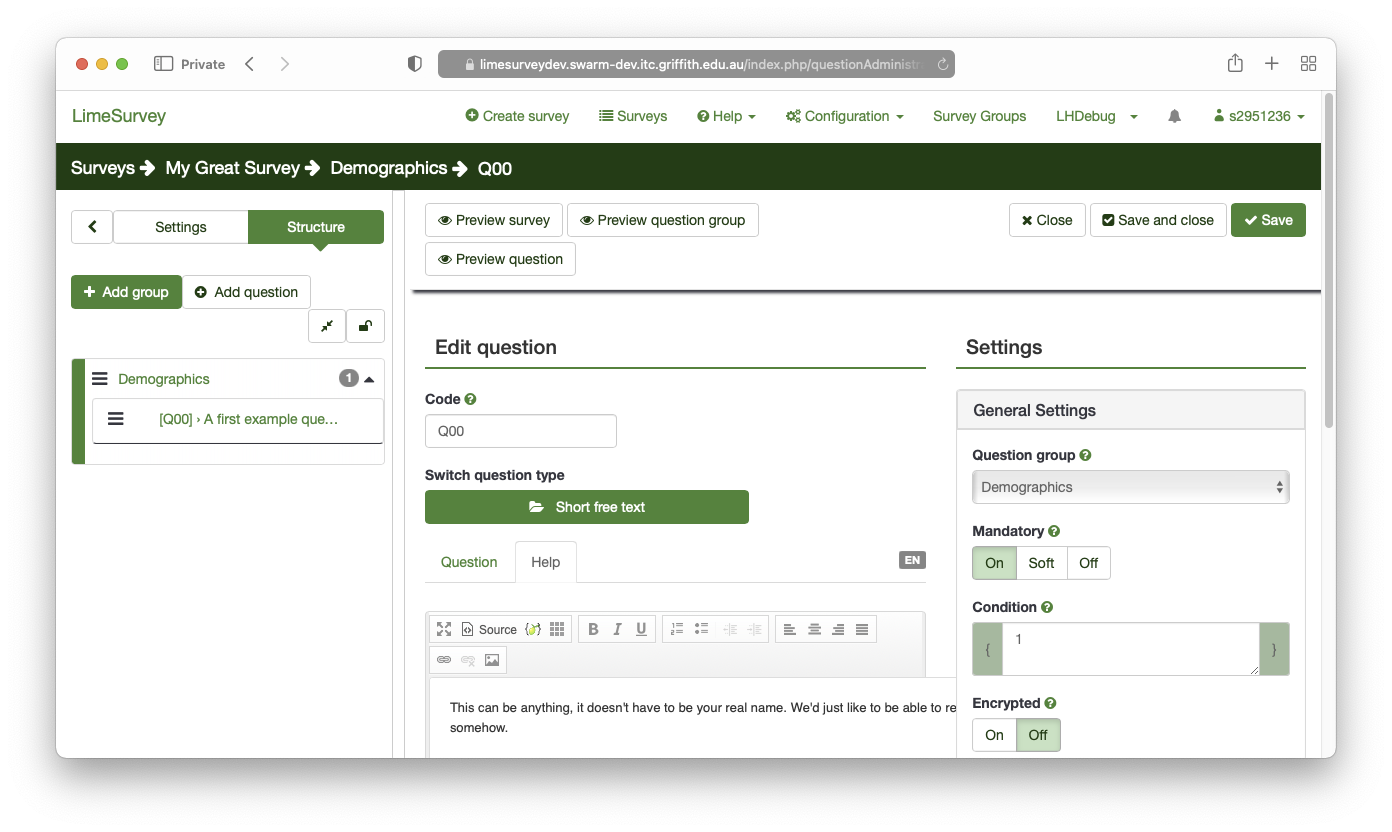 Private
limesurveydev.swarm-dev.itc.griffith.edu.au/index.php/questionAdministr
LimeSurvey
Create survey
Surveys
Help
Configuration
Survey Groups
LHDebug
s2951236
Surveys
My Great Survey
Demographics
Q00
Settings
Structure
Preview survey
Preview question group
Close
Save and close
Save
Preview question
Add group
Add question
Demographics
1
[Q00] › A first example que…
Edit question
Code
Q00
Switch question type
Short free text
Question
Help
EN
Source
B I U
This can be anything, it doesn't have to be your real name. We'd just like to be able to re
somehow.
Settings
General Settings
Question group
Demographics
Mandatory
On
Soft
Off
Condition
{
1
}
Encrypted
On
Off